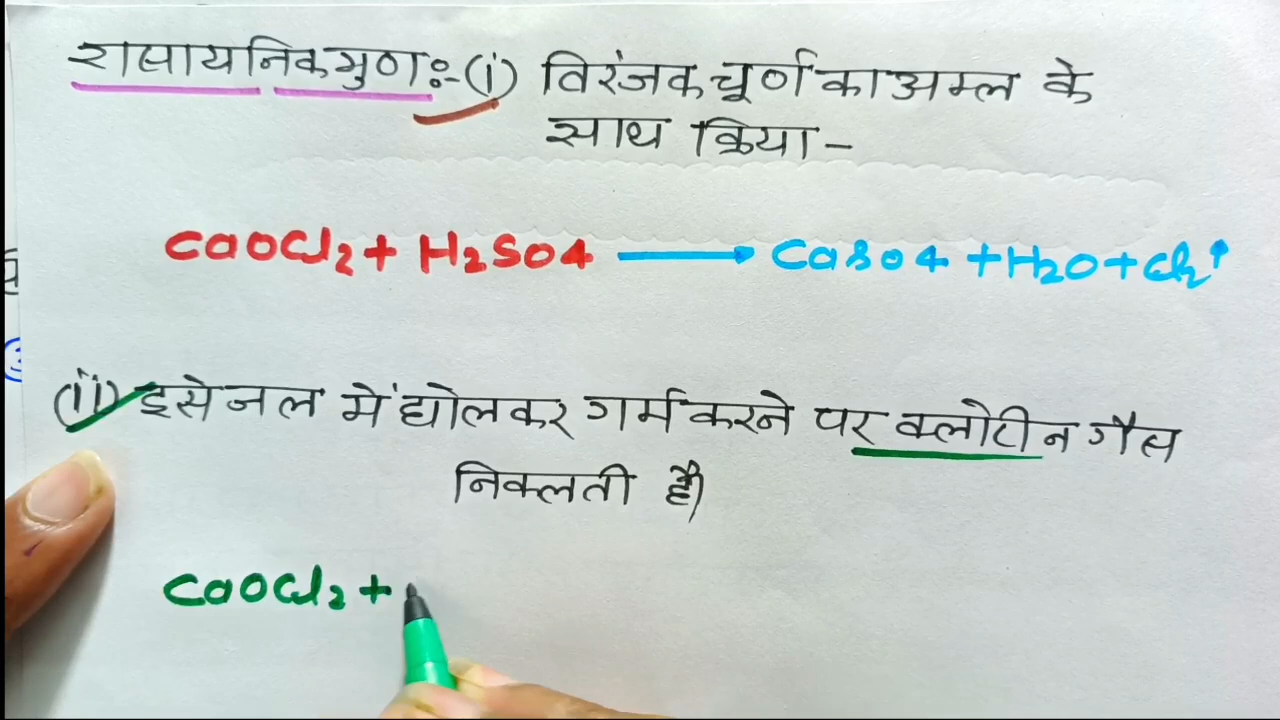 रासायनिक गुण:-(i) विरंजक चूर्ण का अम्ल के
साथ क्रिया-
CaOCl2 + H2SO4 ⟶ CaSO4 + H2O + Cl2↑
(ii) इसे जल में घोलकर गर्म करने पर क्लोरीन गैस
निकलती है।
CaOCl2 +